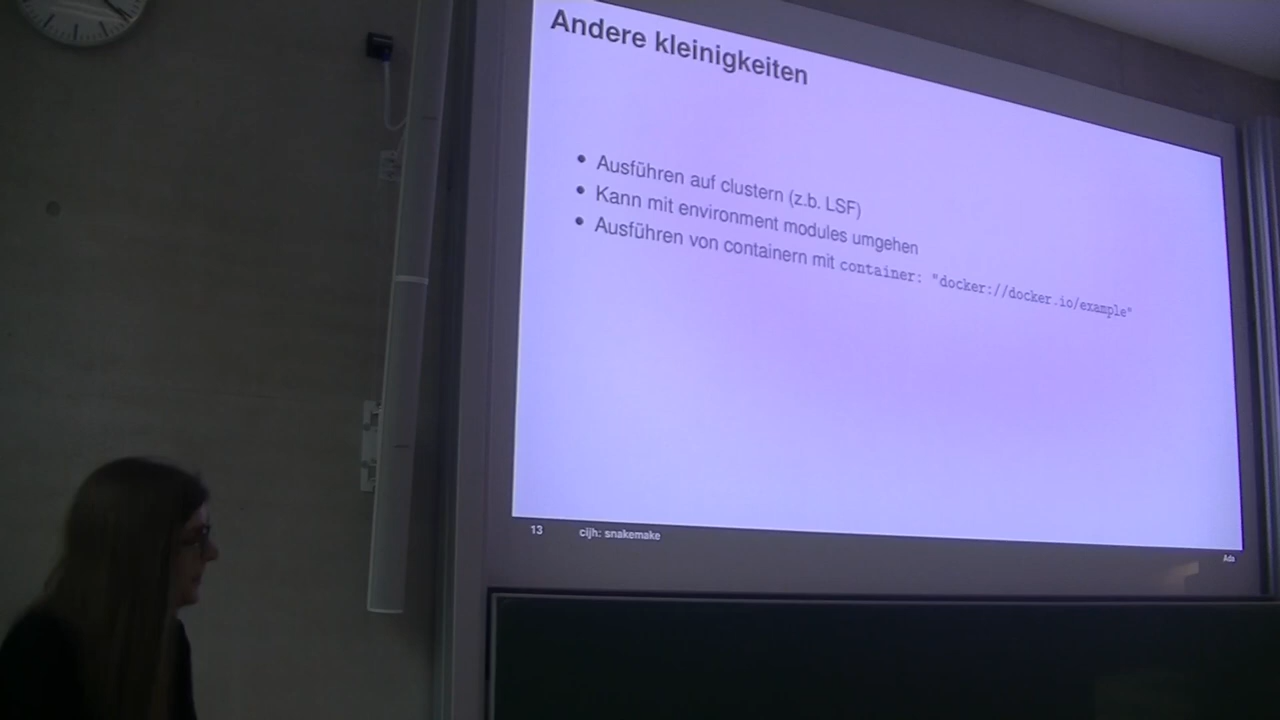 Andere kleinigkeiten
• Ausführen auf clustern (z.b. LSF)
• Kann mit environment modules umgehen
• Ausführen von containern mit container: "docker://docker.io/example"
13 cijh: snakemake Ada